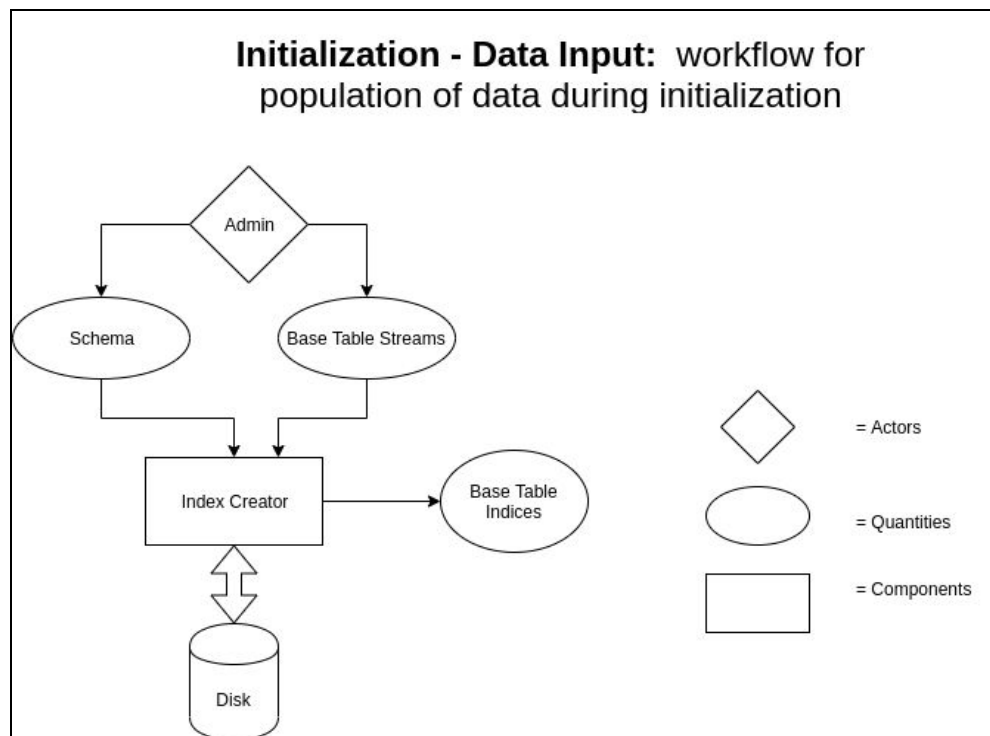 Initialization - Data Input: workflow for
population of data during initialization
Admin
Schema
Base Table Streams
Index Creator
Base Table
Indices
Disk
= Actors
= Quantities
= Components